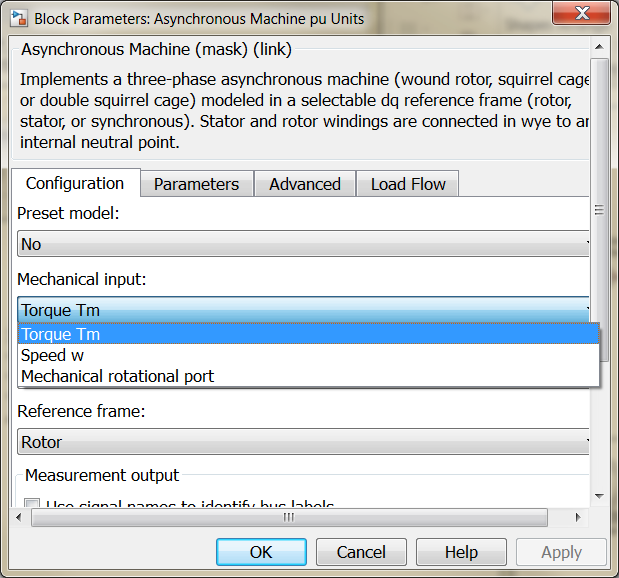 Block Parameters: Asynchronous Machine pu Units
Asynchronous Machine (mask) (link)
Implements a three-phase asynchronous machine (wound rotor, squirrel cage
or double squirrel cage) modeled in a selectable dq reference frame (rotor,
stator, or synchronous). Stator and rotor windings are connected in wye to an
internal neutral point.
Configuration Parameters Advanced Load Flow
Preset model:
No
Mechanical input:
Torque Tm
Torque Tm
Speed w
Mechanical rotational port
Reference frame:
Rotor
Measurement output
Use signal names to identify bus labels
OK Cancel Help Apply